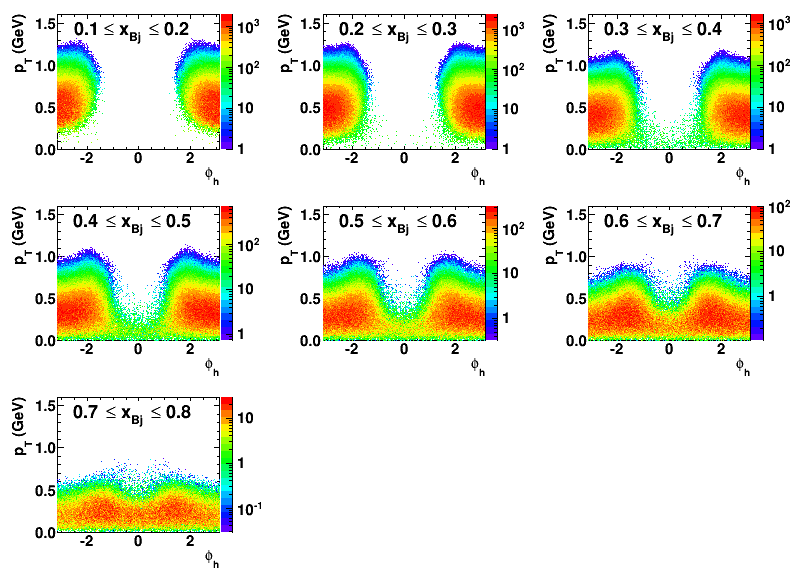 0.1 ≤ x_Bj ≤ 0.2
p_T (GeV)
1.5
1.0
0.5
0.0
-2 0 2
ϕ_h
10^3
10^2
10
1
0.2 ≤ x_Bj ≤ 0.3
p_T (GeV)
1.5
1.0
0.5
0.0
-2 0 2
ϕ_h
10^3
10^2
10
1
0.3 ≤ x_Bj ≤ 0.4
p_T (GeV)
1.5
1.0
0.5
0.0
-2 0 2
ϕ_h
10^3
10^2
10
1
0.4 ≤ x_Bj ≤ 0.5
p_T (GeV)
1.5
1.0
0.5
0.0
-2 0 2
ϕ_h
10^2
10
1
0.5 ≤ x_Bj ≤ 0.6
p_T (GeV)
1.5
1.0
0.5
0.0
-2 0 2
ϕ_h
10^2
10
1
0.6 ≤ x_Bj ≤ 0.7
p_T (GeV)
1.5
1.0
0.5
0.0
-2 0 2
ϕ_h
10^2
10
1
0.7 ≤ x_Bj ≤ 0.8
p_T (GeV)
1.5
1.0
0.5
0.0
-2 0 2
ϕ_h
10
1
10^-1